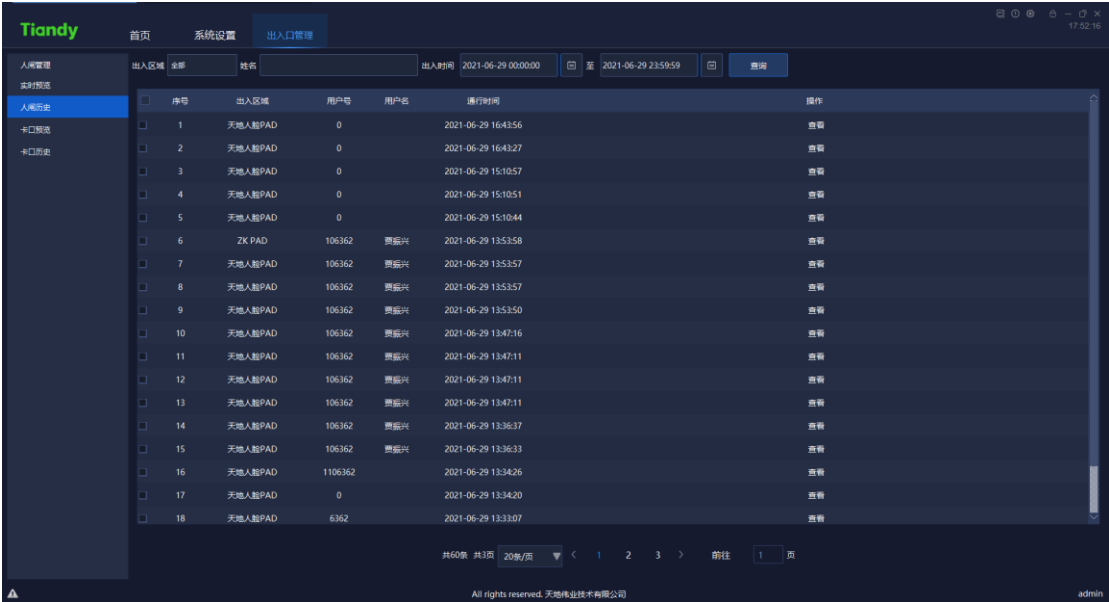 17:52:16
Tiandy 首页 系统设置 出入口管理
人闸管理
实时预览
人闸历史
卡口预览
卡口历史
出入区域 全部 姓名 出入时间 2021-06-29 00:00:00 至 2021-06-29 23:59:59 查询
序号 出入区域 用户号 用户名 通行时间 操作
1 天地人脸PAD 0 2021-06-29 16:43:56 查看
2 天地人脸PAD 0 2021-06-29 16:43:27 查看
3 天地人脸PAD 0 2021-06-29 15:10:57 查看
4 天地人脸PAD 0 2021-06-29 15:10:51 查看
5 天地人脸PAD 0 2021-06-29 15:10:44 查看
6 ZK PAD 106362 贾振兴 2021-06-29 13:53:58 查看
7 天地人脸PAD 106362 贾振兴 2021-06-29 13:53:57 查看
8 天地人脸PAD 106362 贾振兴 2021-06-29 13:53:57 查看
9 天地人脸PAD 106362 贾振兴 2021-06-29 13:53:50 查看
10 天地人脸PAD 106362 贾振兴 2021-06-29 13:47:16 查看
11 天地人脸PAD 106362 贾振兴 2021-06-29 13:47:11 查看
12 天地人脸PAD 106362 贾振兴 2021-06-29 13:47:11 查看
13 天地人脸PAD 106362 贾振兴 2021-06-29 13:47:11 查看
14 天地人脸PAD 106362 贾振兴 2021-06-29 13:36:37 查看
15 天地人脸PAD 106362 贾振兴 2021-06-29 13:36:33 查看
16 天地人脸PAD 1106362 2021-06-29 13:34:26 查看
17 天地人脸PAD 0 2021-06-29 13:34:20 查看
18 天地人脸PAD 6362 2021-06-29 13:33:07 查看
共60条 共3页 20条/页 1 2 3 前往 1 页
All rights reserved. 天地伟业技术有限公司 admin